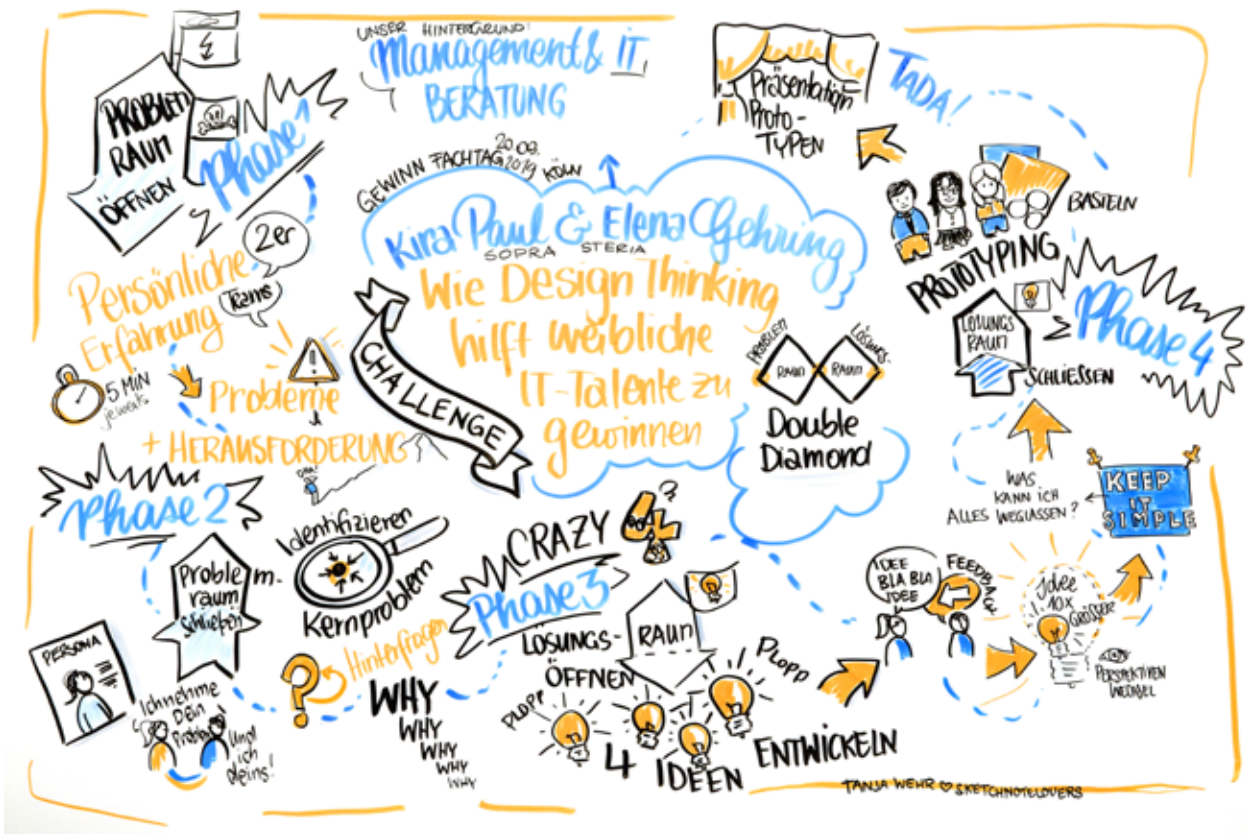 UNSER HINTERGRUND:
Management & IT
BERATUNG
GEWINN FACHTAG 20.09.
2019 KÖLN
Kira Paul & Elena Gehring
SOPRA STERIA
Wie Design Thinking
hilft weibliche
IT-Talente zu
gewinnen
CHALLENGE
PROBLEM
RAUM
LÖSUNGS
RAUM
Double
Diamond
PROBLEM
RAUM
ÖFFNEN
Phase 1
2er
Teams
Persönliche
Erfahrung
5 MIN
jeweils
Probleme
+ HERAUSFORDERUNG
Phase 2
Problem-
raum
schließen
Identifizieren
Kernproblem
PERSONA
Ich nehme
Dein
Problem
Und
ich
deins!
Hinterfragen
WHY
WHY
WHY
WHY
WHY
CRAZY 4
Phase 3
LÖSUNGS-
RAUM
ÖFFNEN
PLOPP
PLOPP
4 IDEEN ENTWICKELN
IDEE
BLA BLA
IDEE
FEEDBACK
Idee
10x
GRÖSSER
PERSPEKTIVEN
WECHSEL
KEEP
IT
SIMPLE
WAS
KANN ICH
ALLES WEGLASSEN?
Phase 4
LÖSUNGS
RAUM
SCHLIESSEN
PROTOTYPING
BASTELN
TADA!
Präsentation
Proto-
TYPEN
TANJA WEHR ♡ SKETCHNOTELOVERS